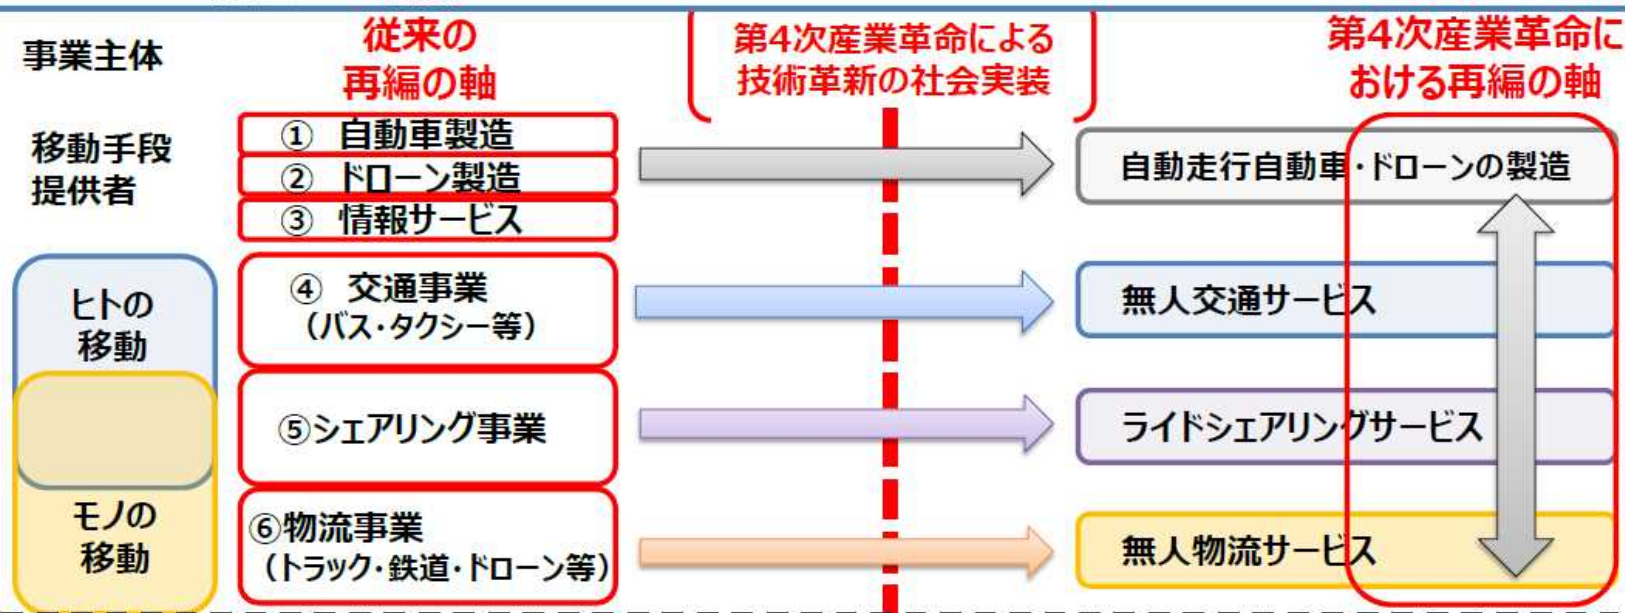 事業主体
従来の
再編の軸
第4次産業革命による
技術革新の社会実装
第4次産業革命に
おける再編の軸
移動手段
提供者
① 自動車製造
② ドローン製造
③ 情報サービス
自動走行自動車・ドローンの製造
ヒトの
移動
④ 交通事業
（バス・タクシー等）
無人交通サービス
⑤シェアリング事業
ライドシェアリングサービス
モノの
移動
⑥物流事業
（トラック・鉄道・ドローン等）
無人物流サービス